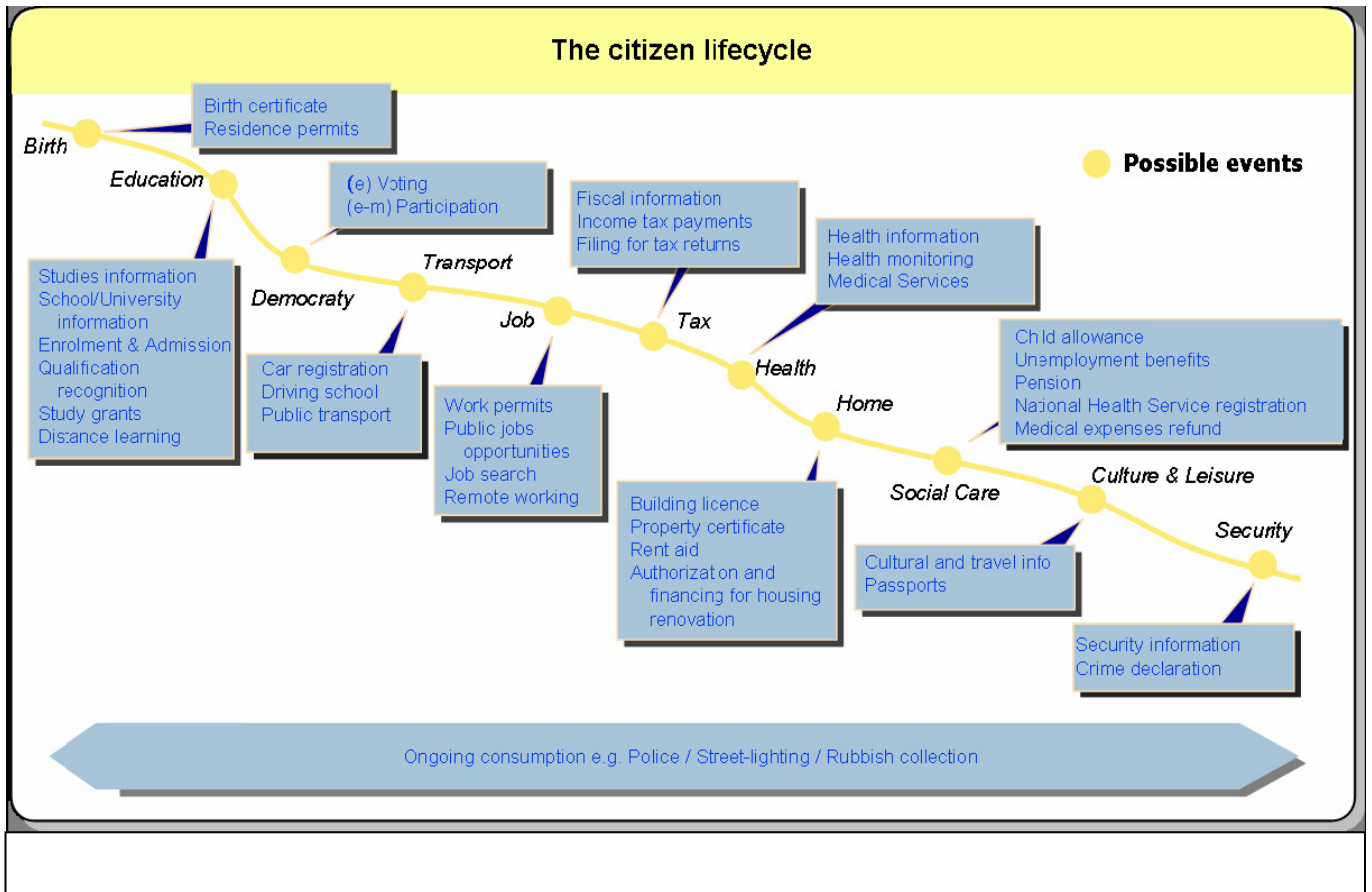 The citizen lifecycle
Birth certificate
Residence permits
Birth
Education
Possible events
(e) Voting
(e-m) Participation
Fiscal information
Income tax payments
Filing for tax returns
Health information
Health monitoring
Medical Services
Studies information
School/University
information
Enrolment & Admission
Qualification
recognition
Study grants
Distance learning
Democraty
Transport
Car registration
Driving school
Public transport
Job
Work permits
Public jobs
opportunities
Job search
Remote working
Tax
Health
Home
Child allowance
Unemployment benefits
Pension
National Health Service registration
Medical expenses refund
Building licence
Property certificate
Rent aid
Authorization and
financing for housing
renovation
Social Care
Culture & Leisure
Cultural and travel info
Passports
Security
Security information
Crime declaration
Ongoing consumption e.g. Police / Street-lighting / Rubbish collection